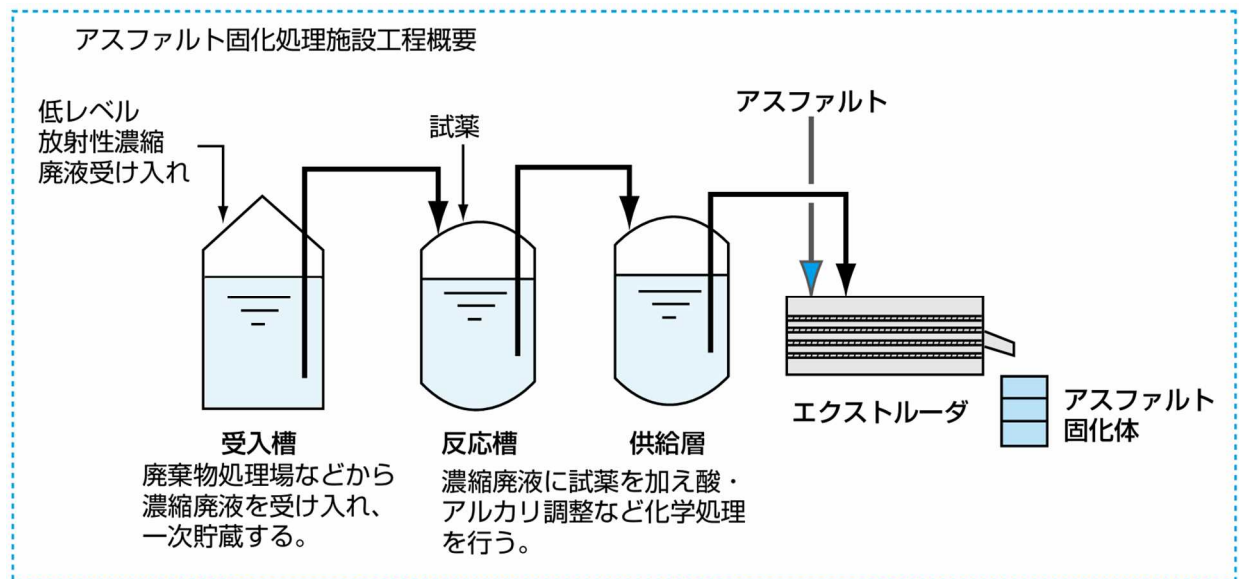 アスファルト固化処理施設工程概要
低レベル
放射性濃縮
廃液受け入れ
試薬
アスファルト
受入槽
廃棄物処理場などから
濃縮廃液を受け入れ、
一次貯蔵する。
反応槽
濃縮廃液に試薬を加え酸・
アルカリ調整など化学処理
を行う。
供給層
エクストルーダ
アスファルト
固化体